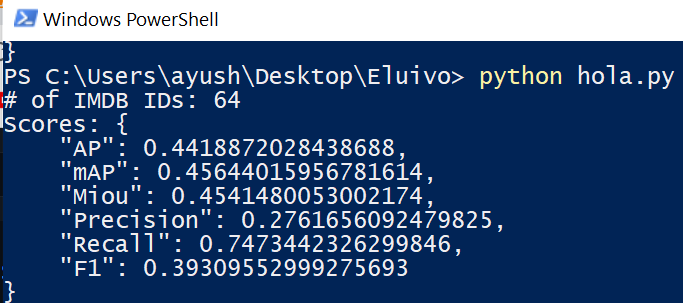 Windows PowerShell
}
PS C:\Users\ayush\Desktop\Eluivo> python hola.py
# of IMDB IDs: 64
Scores: {
    "AP": 0.4418872028438688,
    "mAP": 0.45644015956781614,
    "Miou": 0.4541480053002174,
    "Precision": 0.2761656092479825,
    "Recall": 0.7473442326299846,
    "F1": 0.39309552999275693
}